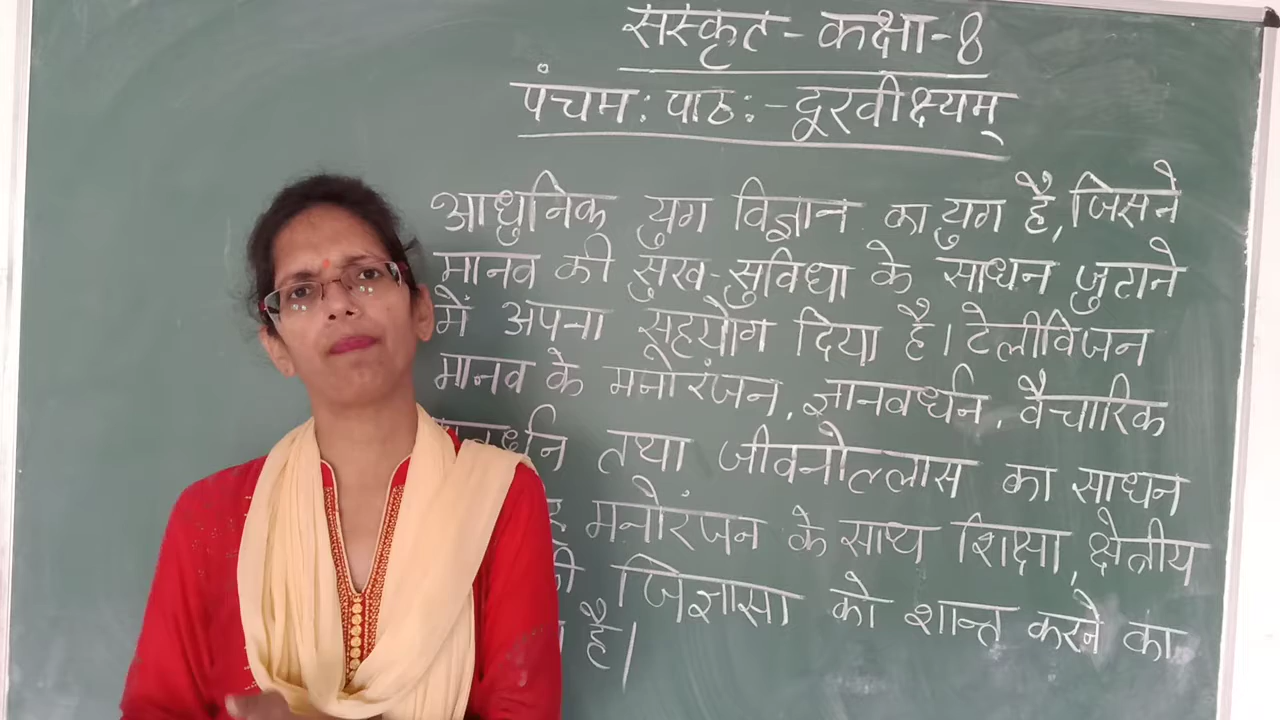 संस्कृत - कक्षा - 8
पंचम: पाठ: - दूरवीक्ष्यम्
आधुनिक युग विज्ञान का युग है, जिसने
मानव की सुख-सुविधा के साधन जुटाने
में अपना सहयोग दिया है। टेलीविजन
मानव के मनोरंजन, ज्ञानवर्धन, वैचारिक
तथा जीवनोल्लास का साधन
मनोरंजन के साथ शिक्षा, क्षेत्रीय
जिज्ञासा को शान्त करने का
है।